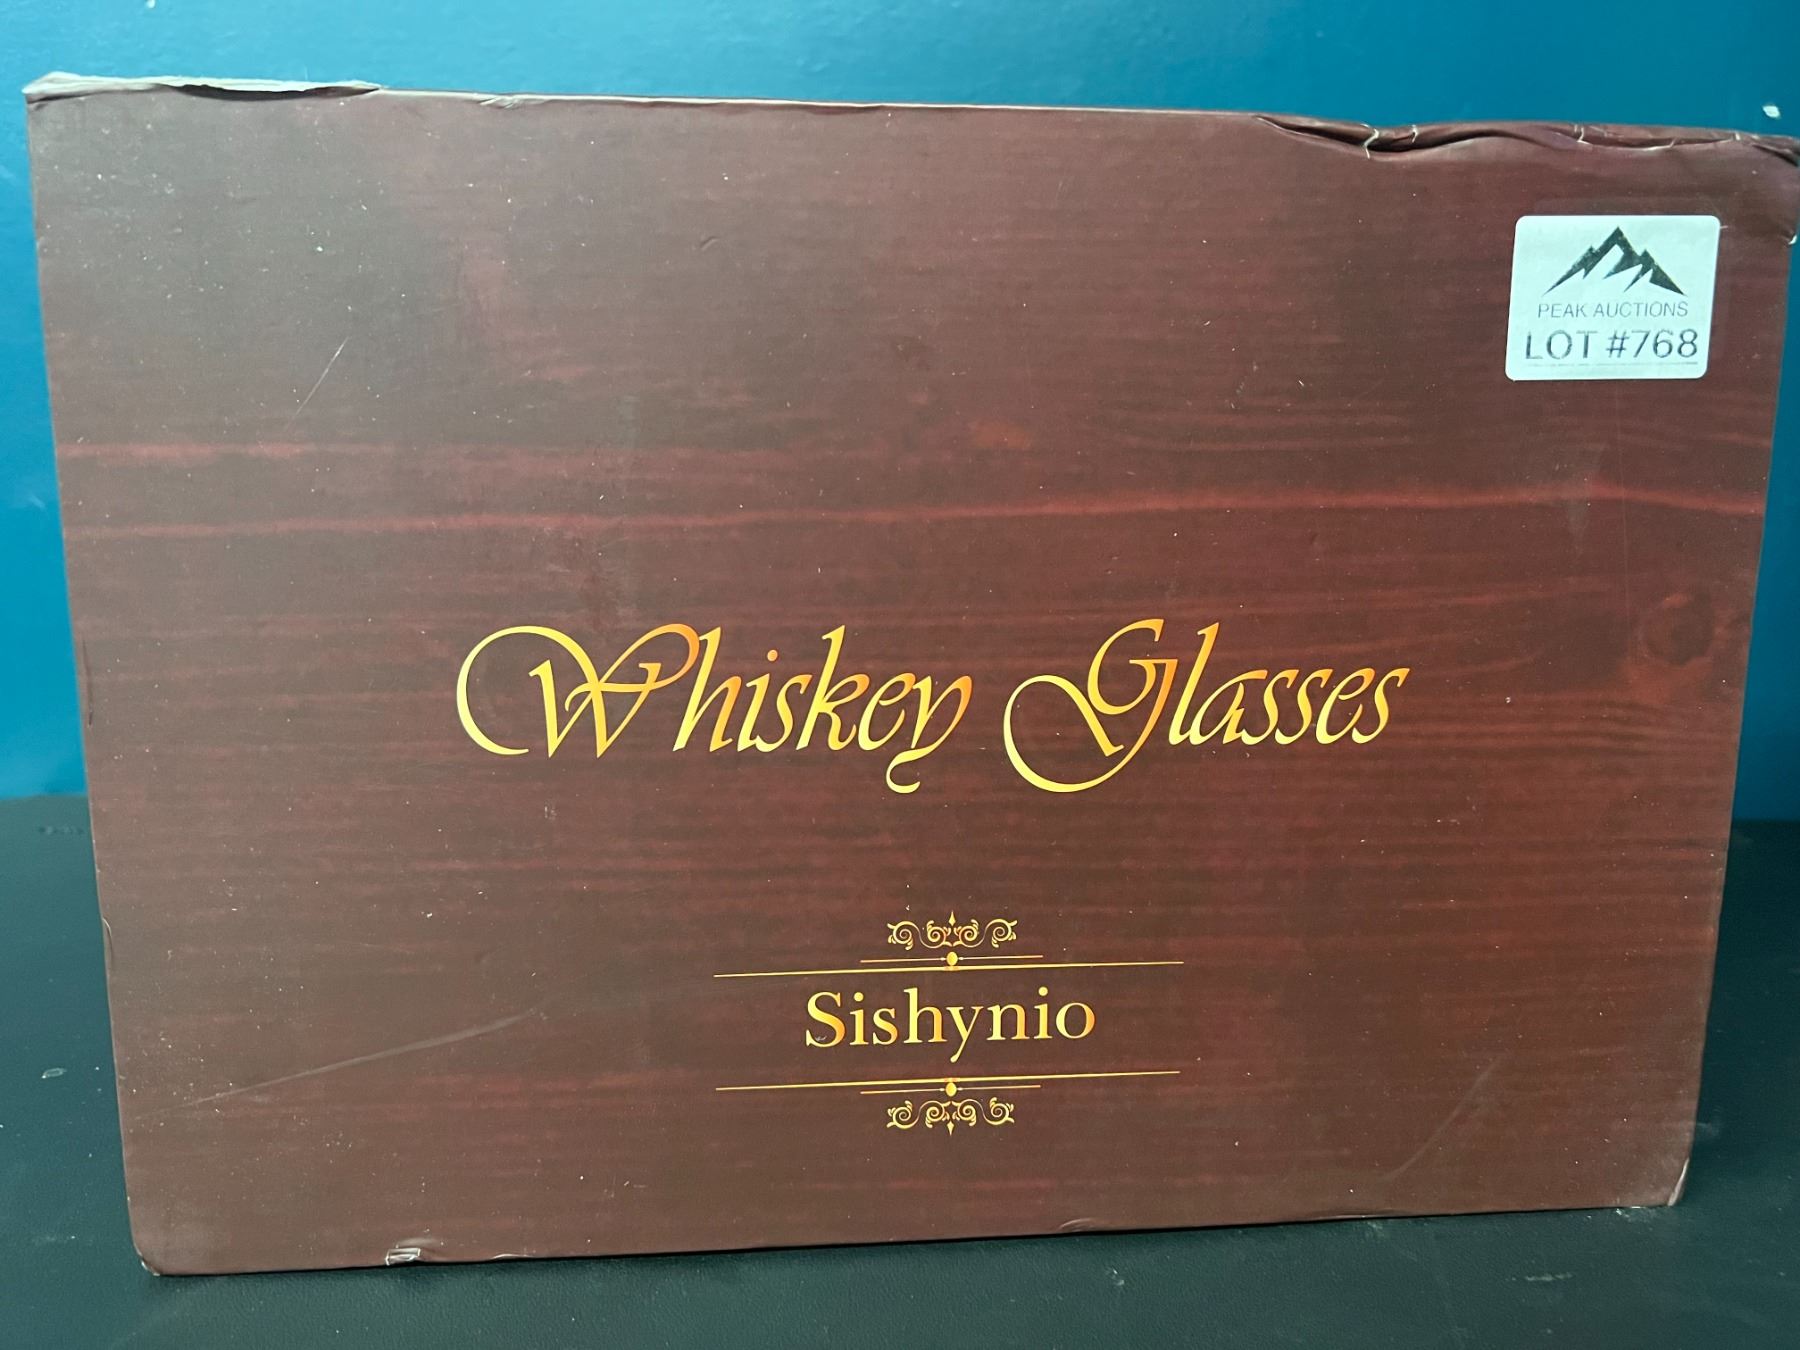 PEAK AUCTIONS
LOT #768
Whiskey Glasses
Sishynio